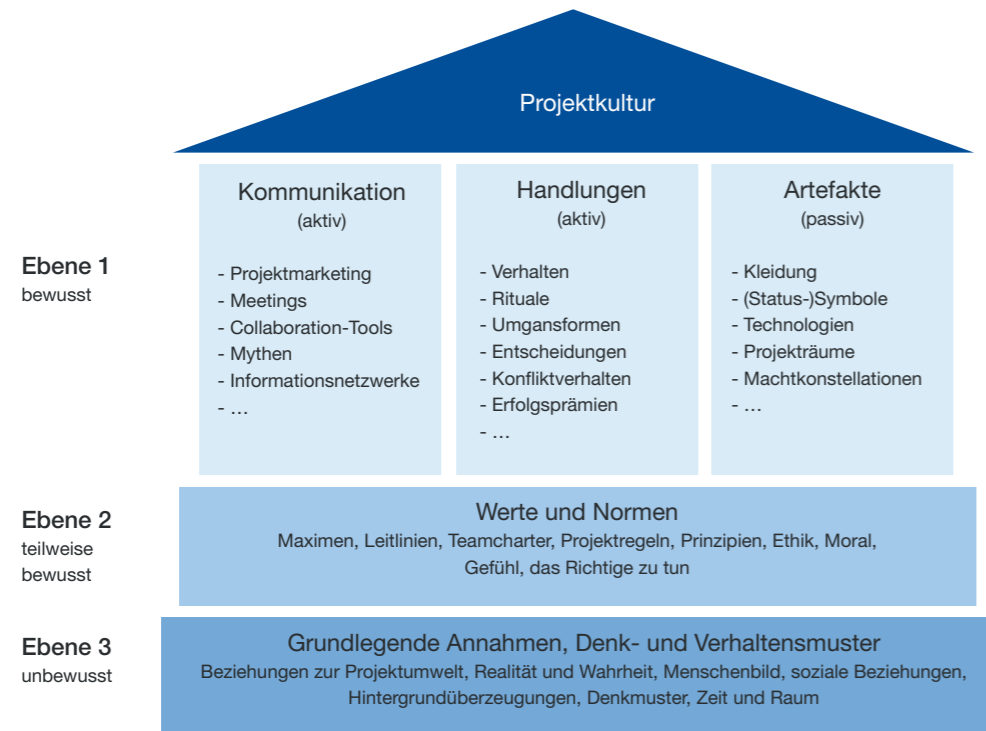 Projektkultur
Ebene 1
bewusst
Kommunikation
(aktiv)
- Projektmarketing
- Meetings
- Collaboration-Tools
- Mythen
- Informationsnetzwerke
- …
Handlungen
(aktiv)
- Verhalten
- Rituale
- Umgansformen
- Entscheidungen
- Konfliktverhalten
- Erfolgsprämien
- …
Artefakte
(passiv)
- Kleidung
- (Status-)Symbole
- Technologien
- Projekträume
- Machtkonstellationen
- …
Ebene 2
teilweise
bewusst
Werte und Normen
Maximen, Leitlinien, Teamcharter, Projektregeln, Prinzipien, Ethik, Moral,
Gefühl, das Richtige zu tun
Ebene 3
unbewusst
Grundlegende Annahmen, Denk- und Verhaltensmuster
Beziehungen zur Projektumwelt, Realität und Wahrheit, Menschenbild, soziale Beziehungen,
Hintergrundüberzeugungen, Denkmuster, Zeit und Raum